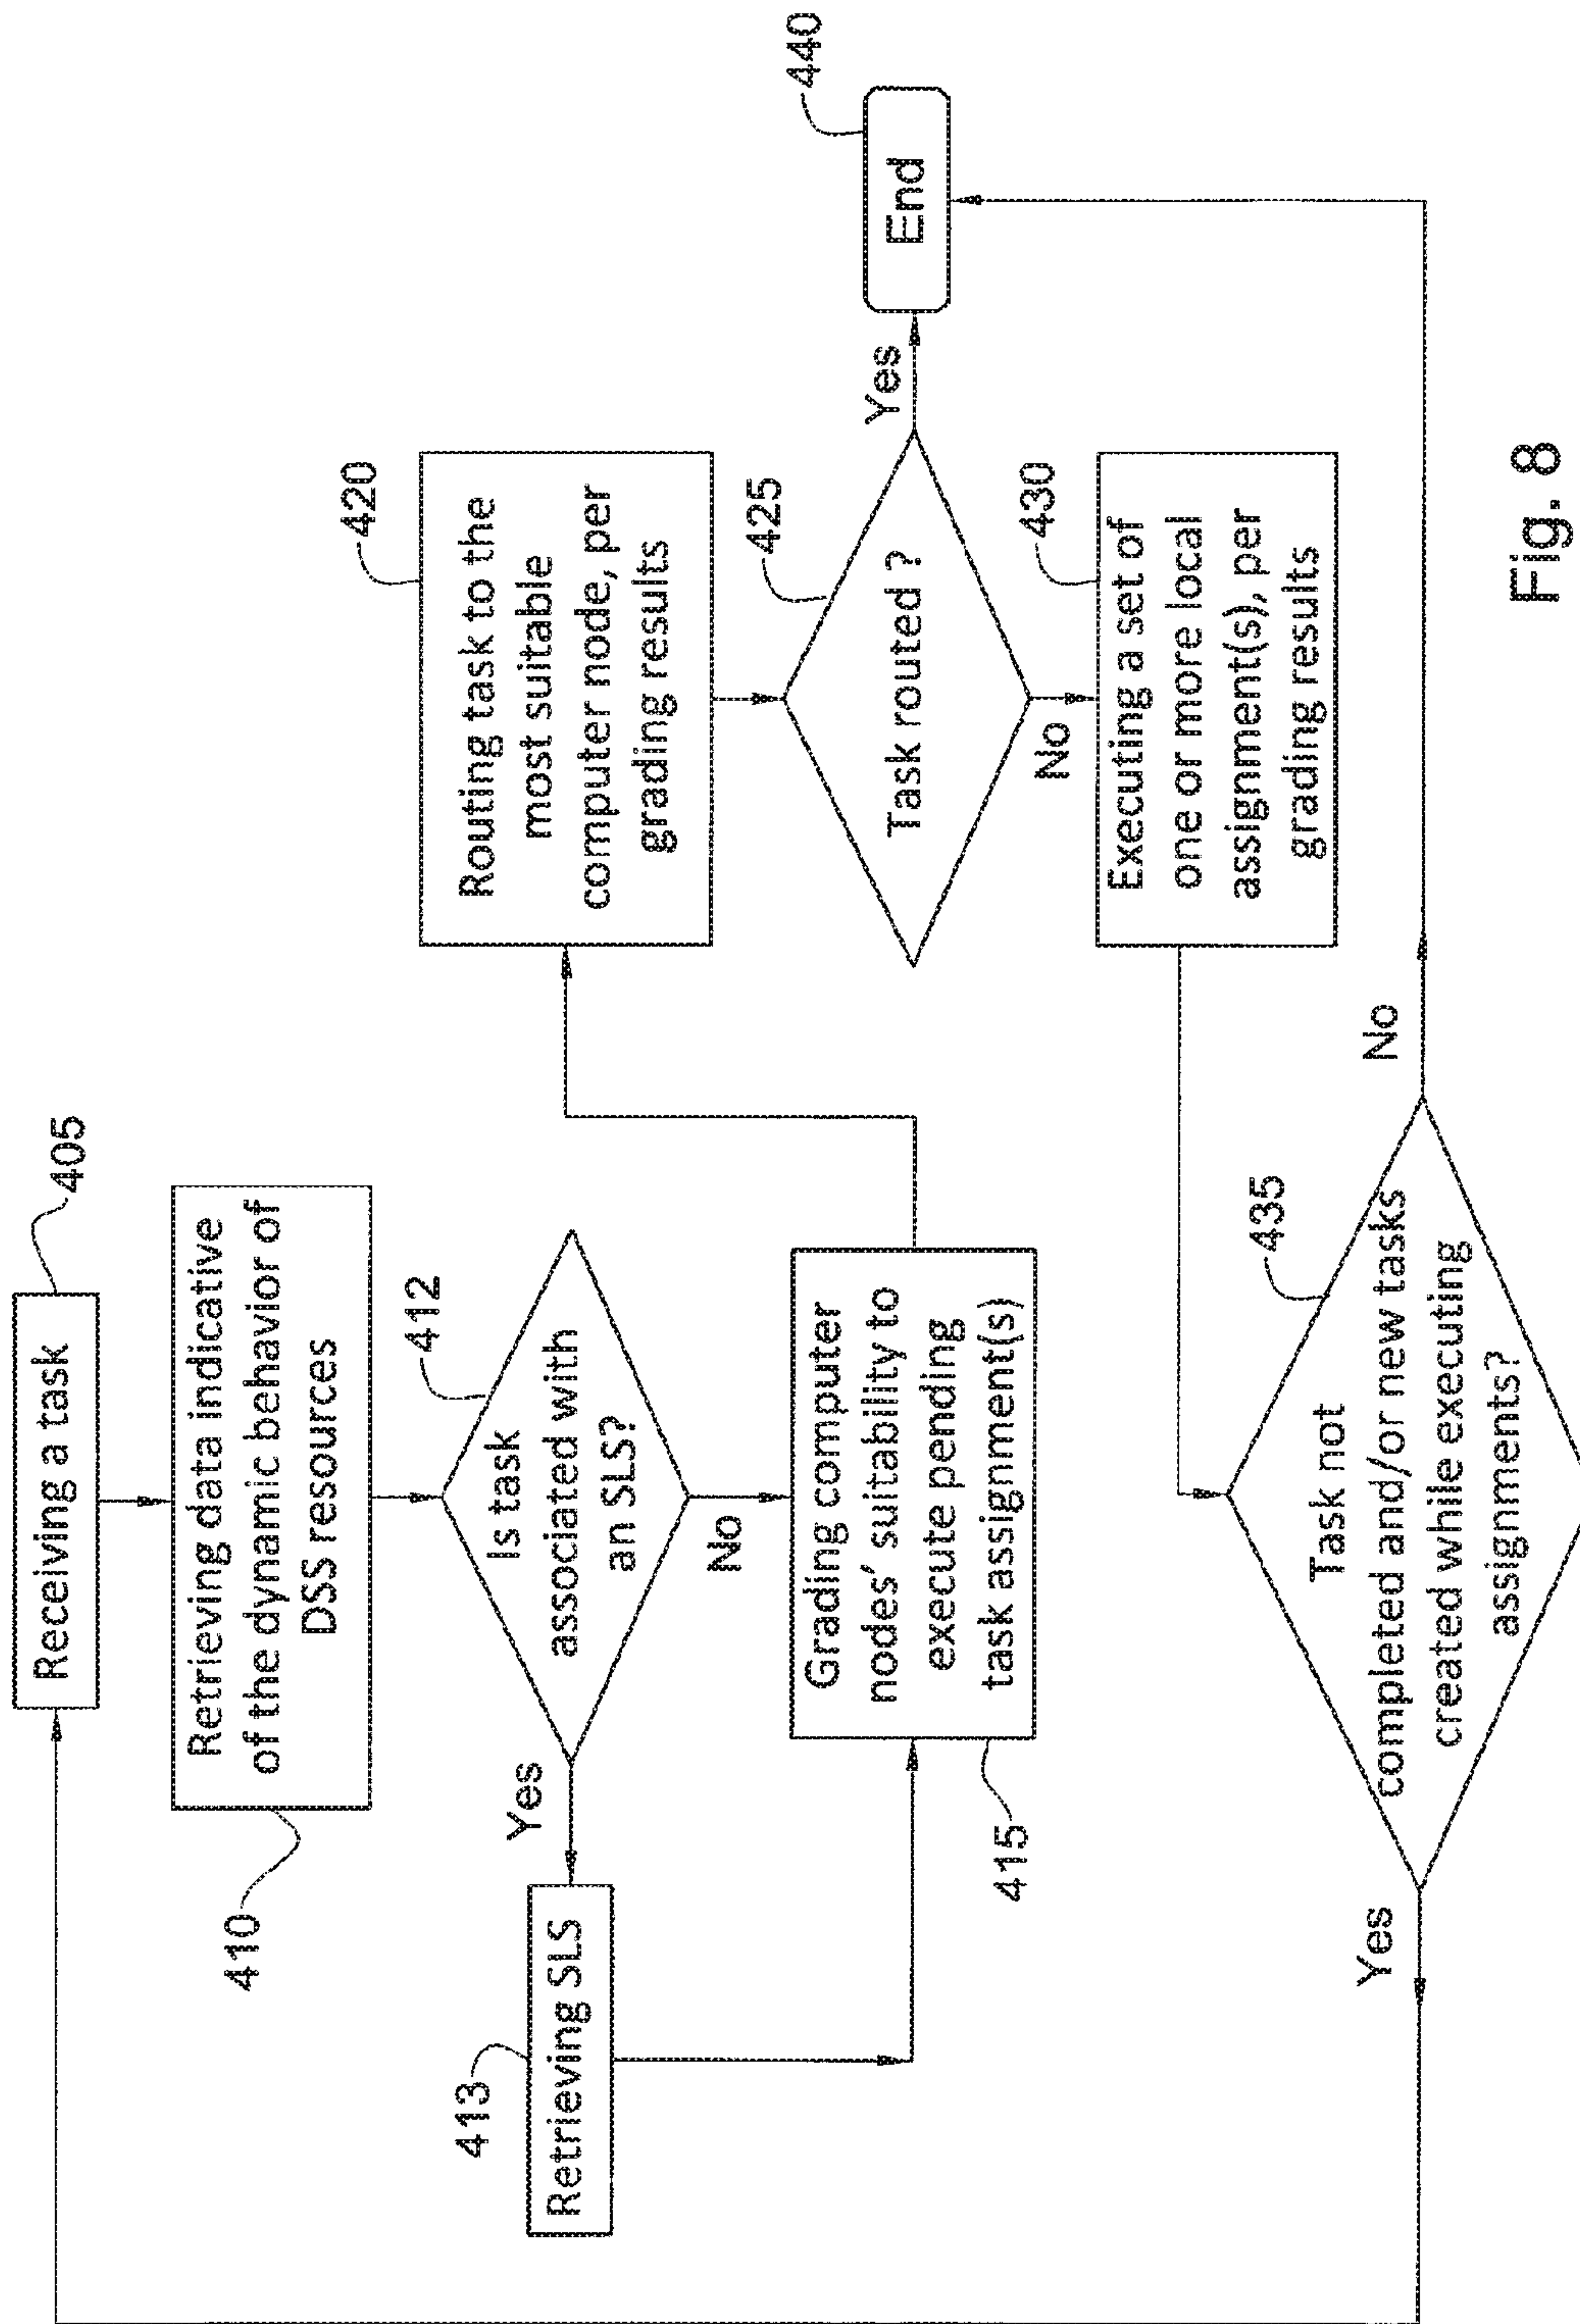 Receiving a task
405
Retrieving data indicative
of the dynamic behavior of
DSS resources
410
Is task
associated with
an SLS?
412
Yes
No
Retrieving SLS
413
Grading computer
nodes' suitability to
execute pending
task assignment(s)
415
Routing task to the
most suitable
computer node, per
grading results
420
Task routed ?
425
Yes
No
End
440
Executing a set of
one or more local
assignment(s), per
grading results
430
Task not
completed and/or new tasks
created while executing
assignments?
435
Yes
No
Fig. 8